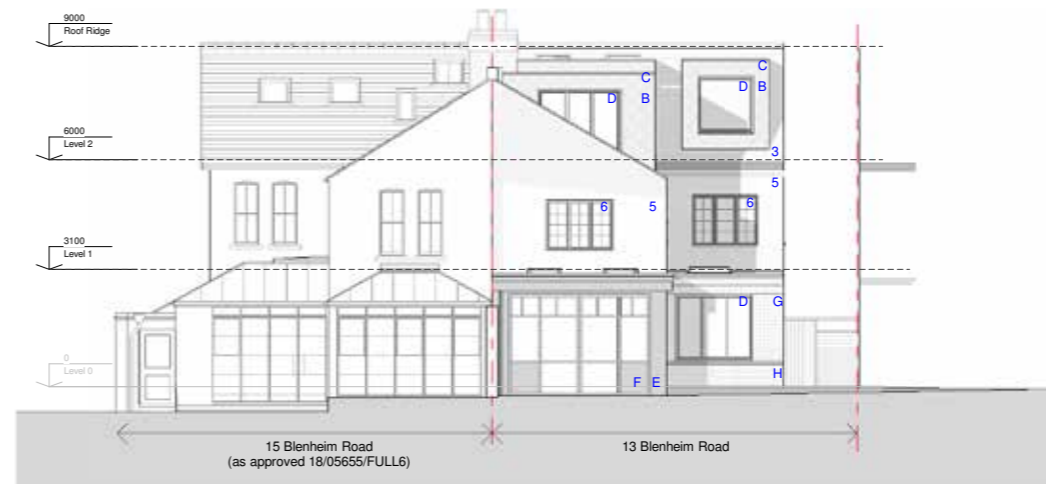 9000
Roof Ridge
C
C
D
B
D
B
6000
Level 2
3
5
6
5
6
3100
Level 1
D
G
0
Level 0
F
E
H
15 Blenheim Road
(as approved 18/05655/FULL6)
13 Blenheim Road